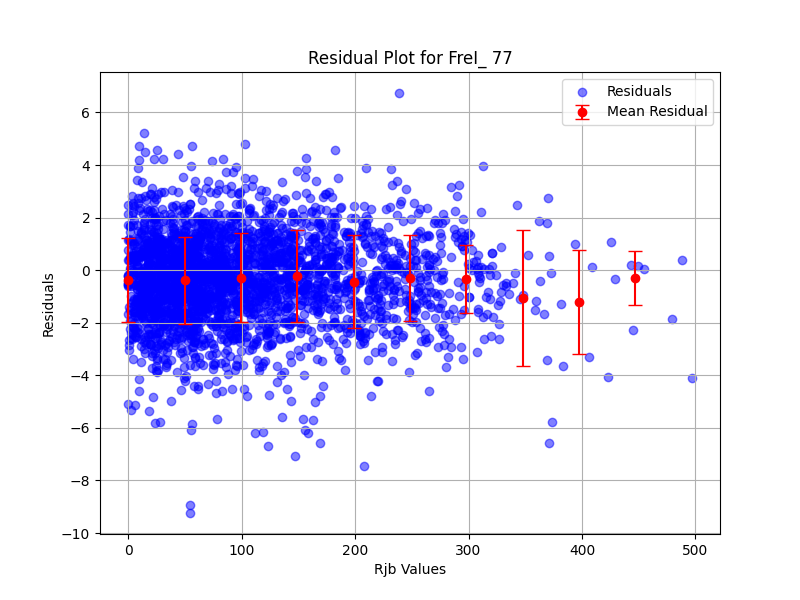 Residual Plot for FreI_ 77
Residuals
Mean Residual
6
4
2
0
−2
−4
−6
−8
−10
Residuals
0 100 200 300 400 500
Rjb Values